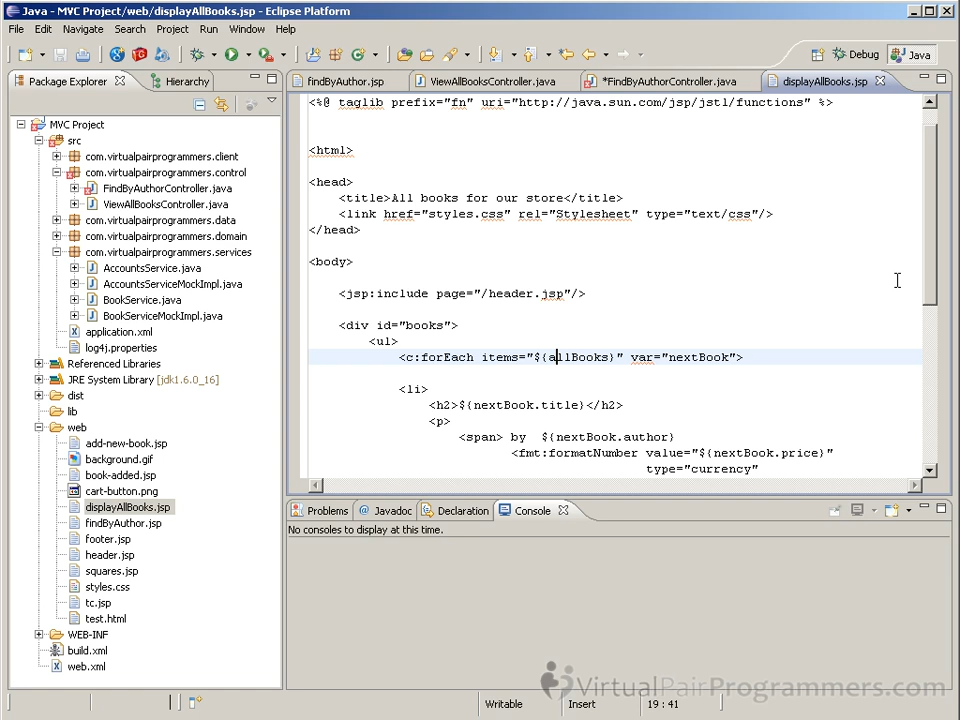 Java - MVC Project/web/displayAllBooks.jsp - Eclipse Platform
File Edit Navigate Search Project Run Window Help
Debug Java
Package Explorer Hierarchy
findByAuthor.jsp ViewAllBooksController.java *FindByAuthorController.java displayAllBooks.jsp
MVC Project
src
com.virtualpairprogrammers.client
com.virtualpairprogrammers.control
FindByAuthorController.java
ViewAllBooksController.java
com.virtualpairprogrammers.data
com.virtualpairprogrammers.domain
com.virtualpairprogrammers.services
AccountsService.java
AccountsServiceMockImpl.java
BookService.java
BookServiceMockImpl.java
application.xml
log4j.properties
Referenced Libraries
JRE System Library [jdk1.6.0_16]
dist
lib
web
add-new-book.jsp
background.gif
book-added.jsp
cart-button.png
displayAllBooks.jsp
findByAuthor.jsp
footer.jsp
header.jsp
squares.jsp
styles.css
tc.jsp
test.html
WEB-INF
build.xml
web.xml
<%@ taglib prefix="fn" uri="http://java.sun.com/jsp/jstl/functions" %>
<html>
<head>
<title>All books for our store</title>
<link href="styles.css" rel="Stylesheet" type="text/css"/>
</head>
<body>
<jsp:include page="/header.jsp"/>
<div id="books">
<ul>
<c:forEach items="${allBooks}" var="nextBook">
<li>
<h2>${nextBook.title}</h2>
<p>
<span> by ${nextBook.author}
<fmt:formatNumber value="${nextBook.price}"
type="currency"
Problems Javadoc Declaration Console
No consoles to display at this time.
VirtualPairProgrammers.com
Writable Insert 19 : 41